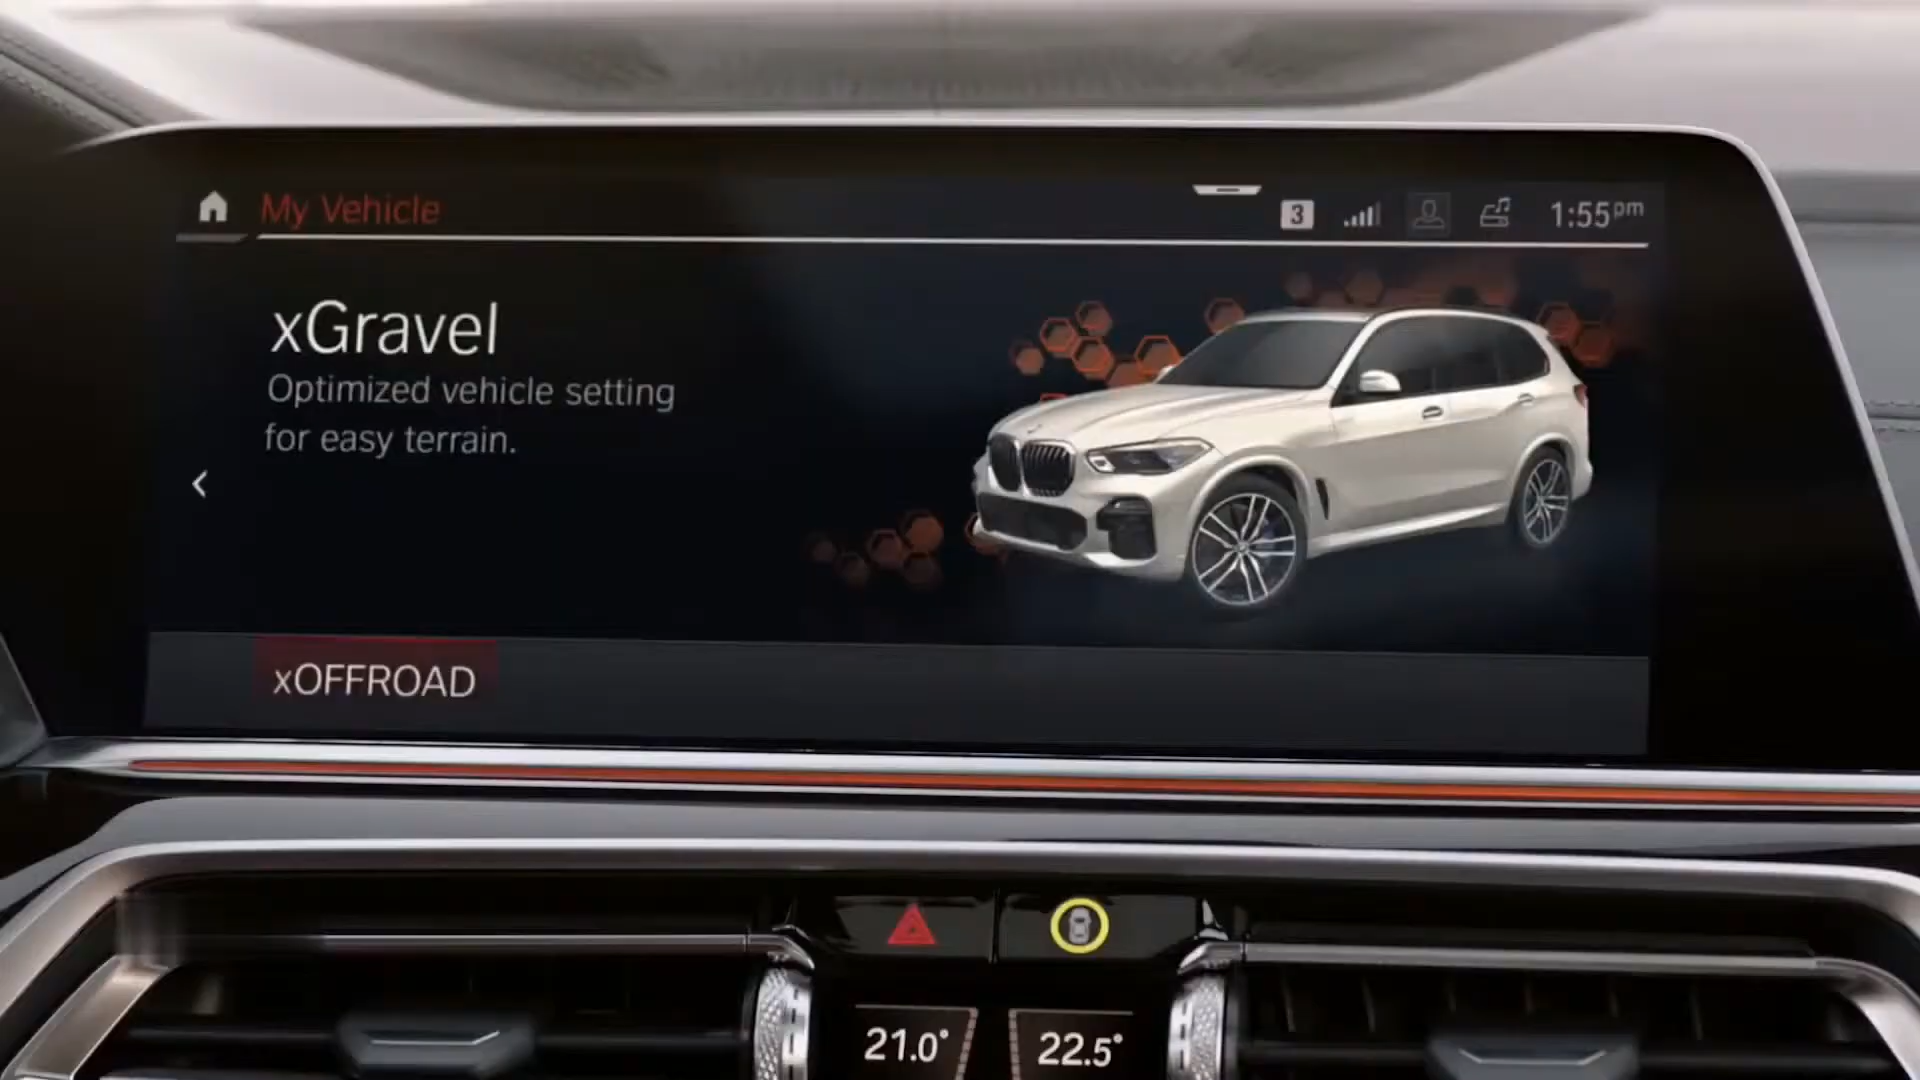 My Vehicle
3
1:55pm
xGravel
Optimized vehicle setting
for easy terrain.
xOFFROAD
21.0°
22.5°